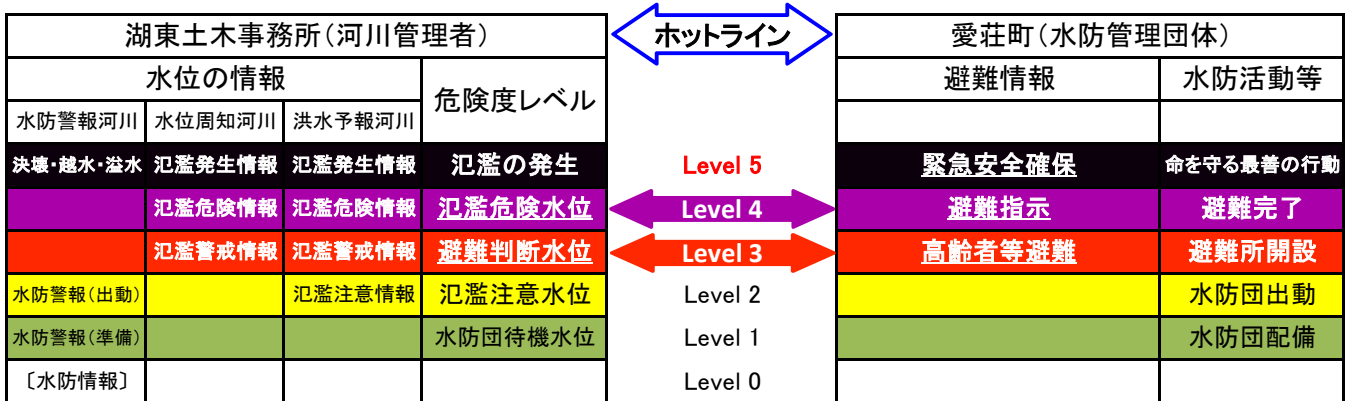 湖東土木事務所(河川管理者) ホットライン 愛荘町(水防管理団体)
水位の情報 危険度レベル 避難情報 水防活動等
水防警報河川 水位周知河川 洪水予報河川
決壊・越水・溢水 氾濫発生情報 氾濫発生情報 氾濫の発生 Level 5 緊急安全確保 命を守る最善の行動
氾濫危険情報 氾濫危険情報 氾濫危険水位 Level 4 避難指示 避難完了
氾濫警戒情報 氾濫警戒情報 避難判断水位 Level 3 高齢者等避難 避難所開設
水防警報(出動) 氾濫注意情報 氾濫注意水位 Level 2 水防団出動
水防警報(準備) 水防団待機水位 Level 1 水防団配備
〔水防情報〕 Level 0